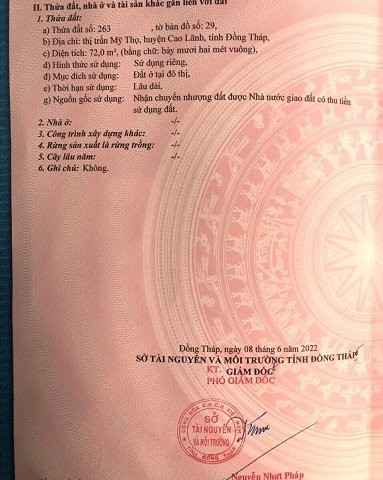 II. Thửa đất, nhà ở và tài sản khác gắn liền với đất
1. Thửa đất:
a) Thửa đất số: 263 , tờ bản đồ số: 29,
b) Địa chỉ: thị trấn Mỹ Thọ, huyện Cao Lãnh, tỉnh Đồng Tháp,
c) Diện tích: 72,0 m², (bằng chữ: bảy mươi hai mét vuông),
d) Hình thức sử dụng: Sử dụng riêng,
đ) Mục đích sử dụng: Đất ở tại đô thị,
e) Thời hạn sử dụng: Lâu dài,
g) Nguồn gốc sử dụng: Nhận chuyển nhượng đất được Nhà nước giao đất có thu tiền
sử dụng đất.
2. Nhà ở: -/-
3. Công trình xây dựng khác: -/-
4. Rừng sản xuất là rừng trồng: -/-
5. Cây lâu năm: -/-
6. Ghi chú: Không.
Đồng Tháp, ngày 08 tháng 6 năm 2022
SỞ TÀI NGUYÊN VÀ MÔI TRƯỜNG TỈNH ĐỒNG THÁP
KT. GIÁM ĐỐC
PHÓ GIÁM ĐỐC
SỞ
TÀI NGUYÊN
VÀ MÔI TRƯỜNG
Nguyễn Nhựt Pháp